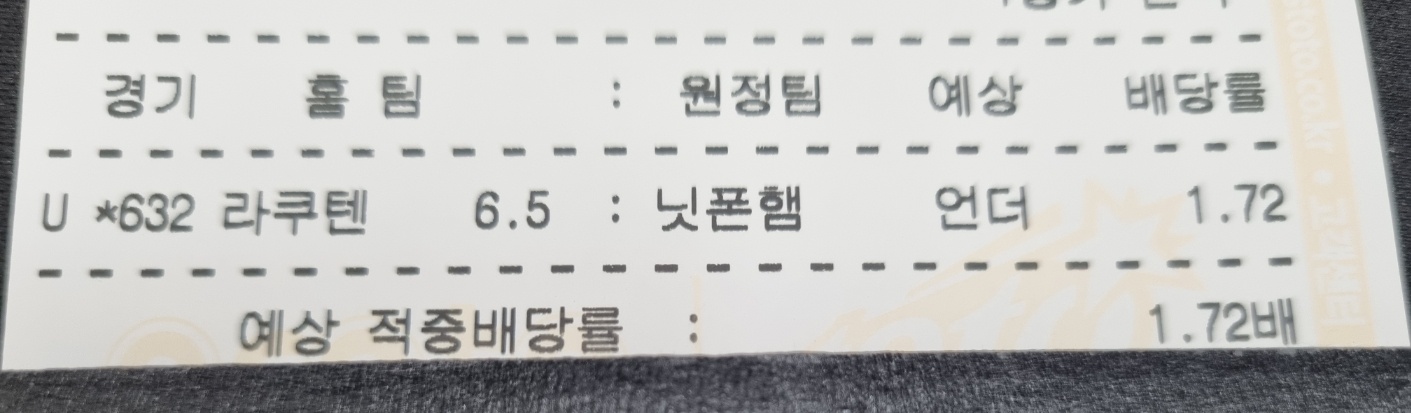 경기 홈 팀 : 원정팀 예상 배당률
U *632 라쿠텐 6.5 : 닛폰햄 언더 1.72
예상 적중배당률 : 1.72배